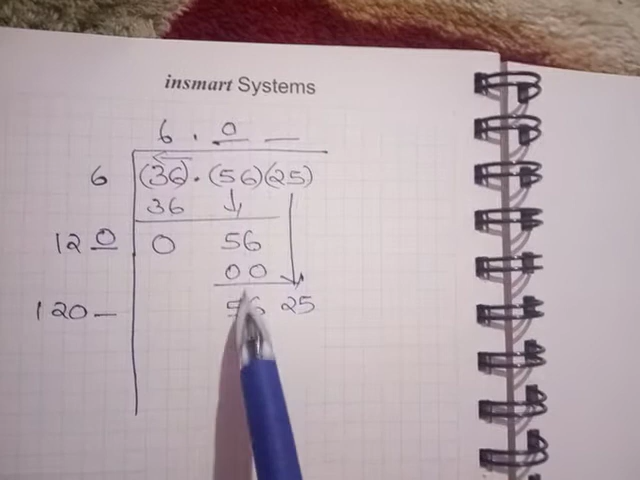 insmart Systems
6 . 0 _
6 (36) . (56)(25)
36
120 0 56
00
120_ 56 25